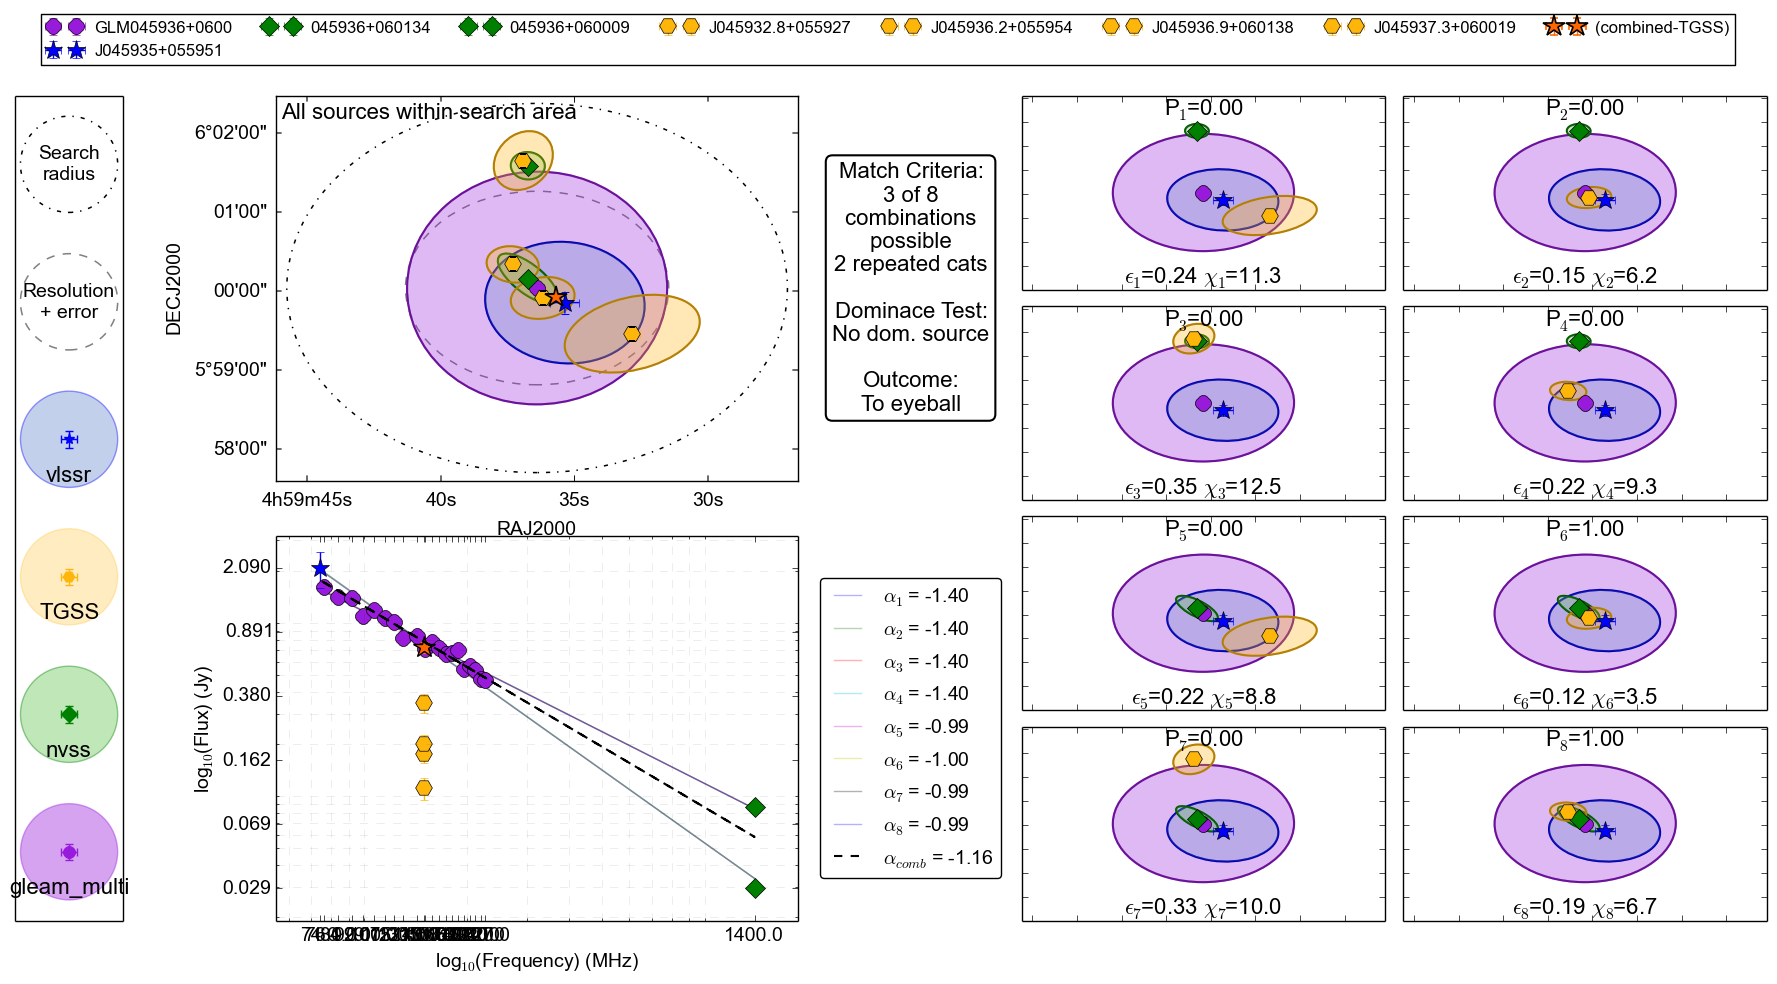 GLM045936+0600 045936+060134 045936+060009 J045932.8+055927 J045936.2+055954 J045936.9+060138 J045937.3+060019 (combined-TGSS)
J045935+055951
Search
radius
Resolution
+ error
vlssr
TGSS
nvss
gleam_multi
All sources within search area
DECJ2000
6°02'00"
01'00"
00'00"
5°59'00"
58'00"
4h59m45s 40s 35s 30s
RAJ2000
Match Criteria:
3 of 8
combinations
possible
2 repeated cats
Dominace Test:
No dom. source
Outcome:
To eyeball
log₁₀(Flux) (Jy)
2.090
0.891
0.380
0.162
0.069
0.029
1400.0
log₁₀(Frequency) (MHz)
α₁ = -1.40
α₂ = -1.40
α₃ = -1.40
α₄ = -1.40
α₅ = -0.99
α₆ = -1.00
α₇ = -0.99
α₈ = -0.99
α_comb = -1.16
P₁=0.00
ε₁=0.24 χ₁=11.3
P₂=0.00
ε₂=0.15 χ₂=6.2
P₃=0.00
ε₃=0.35 χ₃=12.5
P₄=0.00
ε₄=0.22 χ₄=9.3
P₅=0.00
ε₅=0.22 χ₅=8.8
P₆=1.00
ε₆=0.12 χ₆=3.5
P₇=0.00
ε₇=0.33 χ₇=10.0
P₈=1.00
ε₈=0.19 χ₈=6.7